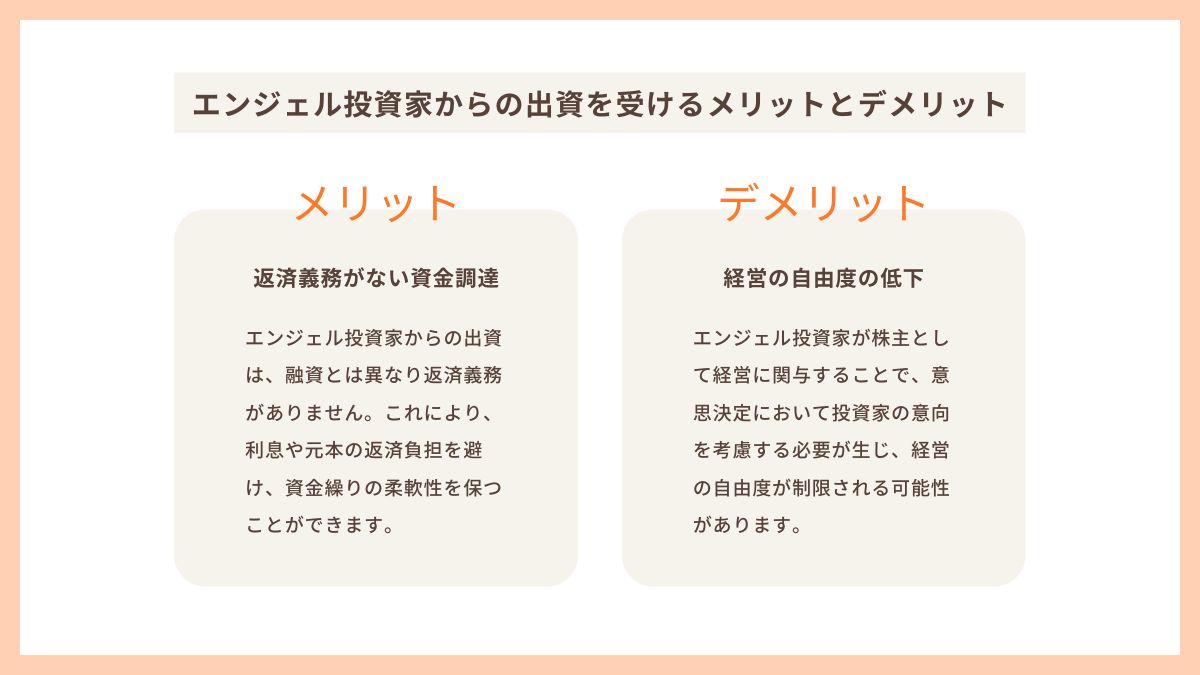 エンジェル投資家からの出資を受けるメリットとデメリット
メリット
返済義務がない資金調達
エンジェル投資家からの出資
は、融資とは異なり返済義務
がありません。これにより、
利息や元本の返済負担を避
け、資金繰りの柔軟性を保つ
ことができます。
デメリット
経営の自由度の低下
エンジェル投資家が株主とし
て経営に関与することで、意
思決定において投資家の意向
を考慮する必要が生じ、経営
の自由度が制限される可能性
があります。